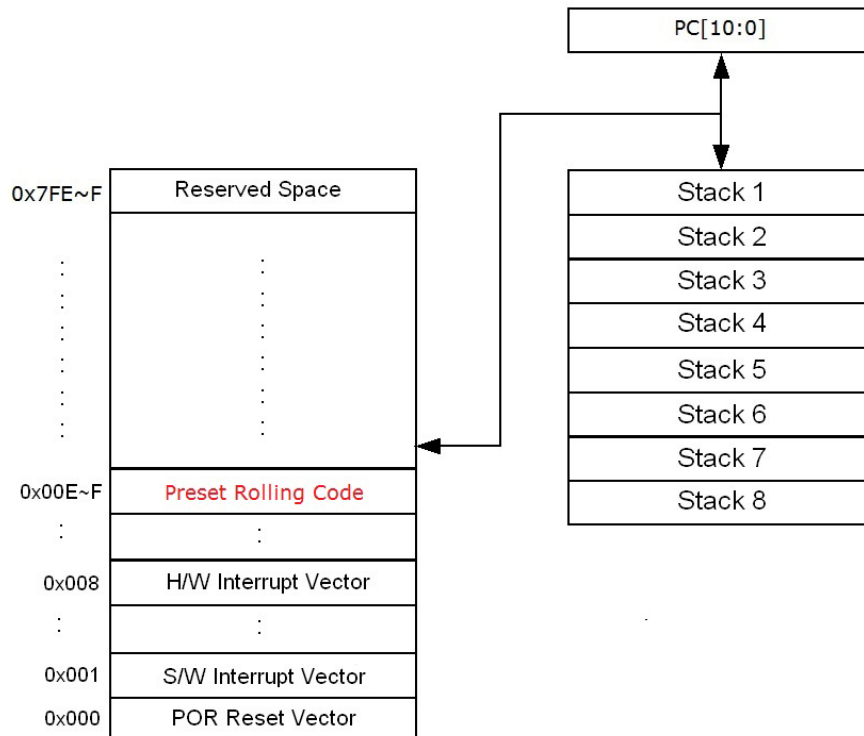 PC[10:0]
0x7FE~F Reserved Space
Stack 1
Stack 2
Stack 3
Stack 4
Stack 5
Stack 6
Stack 7
Stack 8
0x00E~F Preset Rolling Code
0x008 H/W Interrupt Vector
0x001 S/W Interrupt Vector
0x000 POR Reset Vector